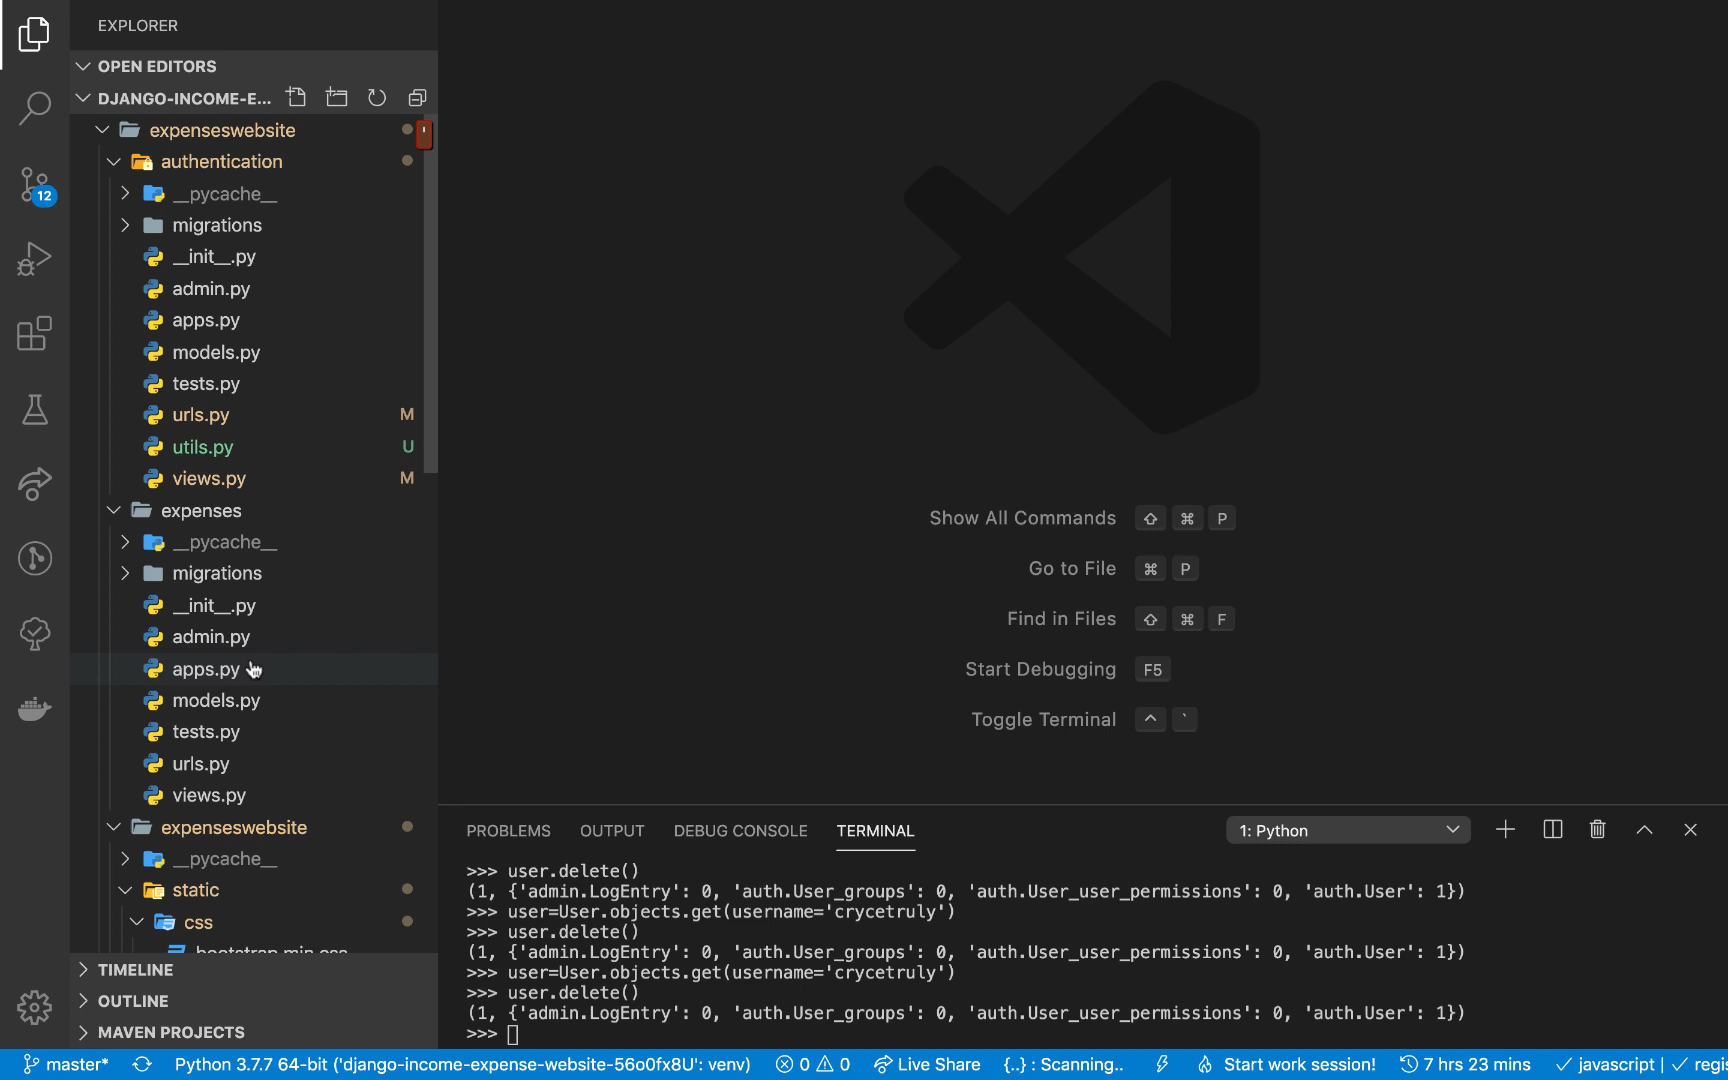 EXPLORER
OPEN EDITORS
DJANGO-INCOME-E...
expenseswebsite
authentication
__pycache__
migrations
__init__.py
admin.py
apps.py
models.py
tests.py
urls.py M
utils.py U
views.py M
expenses
__pycache__
migrations
__init__.py
admin.py
apps.py
models.py
tests.py
urls.py
views.py
expenseswebsite
__pycache__
static
css
bootstrap.min.css
TIMELINE
OUTLINE
MAVEN PROJECTS
12
Show All Commands ⇧ ⌘ P
Go to File ⌘ P
Find in Files ⇧ ⌘ F
Start Debugging F5
Toggle Terminal ^ `
PROBLEMS OUTPUT DEBUG CONSOLE TERMINAL 1: Python
>>> user.delete()
(1, {'admin.LogEntry': 0, 'auth.User_groups': 0, 'auth.User_user_permissions': 0, 'auth.User': 1})
>>> user=User.objects.get(username='crycetruly')
>>> user.delete()
(1, {'admin.LogEntry': 0, 'auth.User_groups': 0, 'auth.User_user_permissions': 0, 'auth.User': 1})
>>> user=User.objects.get(username='crycetruly')
>>> user.delete()
(1, {'admin.LogEntry': 0, 'auth.User_groups': 0, 'auth.User_user_permissions': 0, 'auth.User': 1})
>>>
master* Python 3.7.7 64-bit ('django-income-expense-website-56o0fx8U': venv) 0 0 Live Share {..} : Scanning.. Start work session! 7 hrs 23 mins javascript | regis